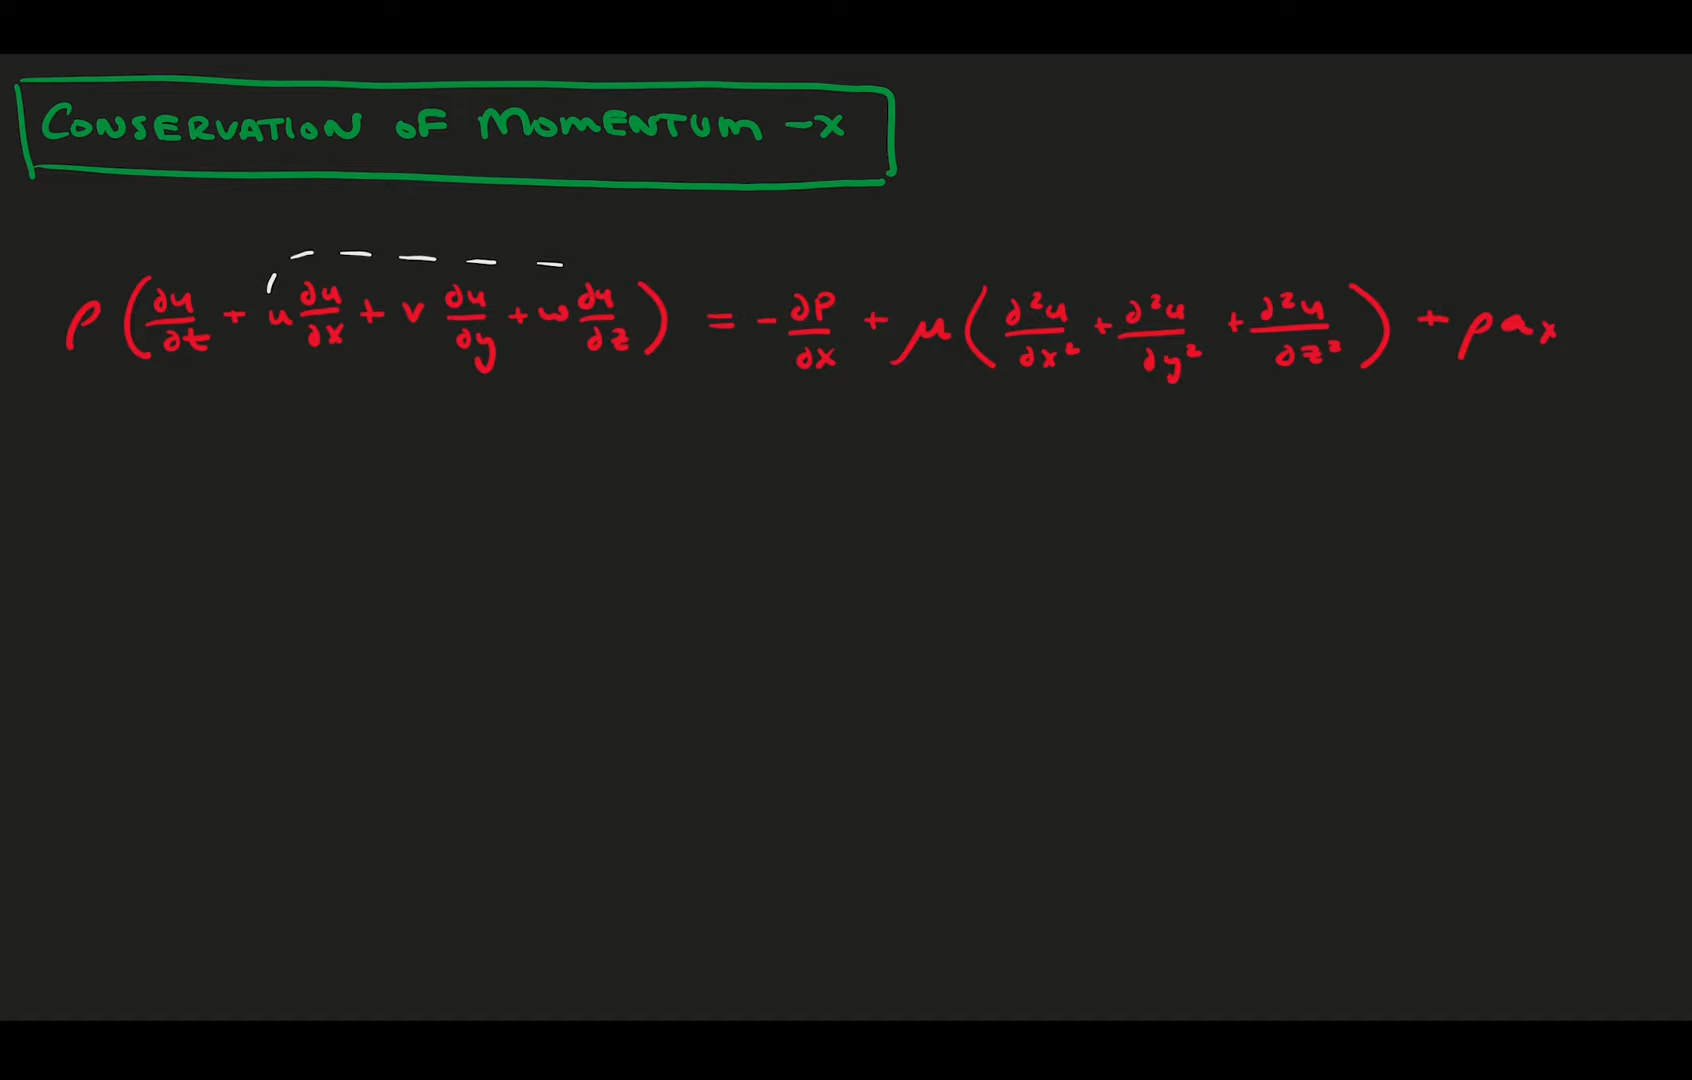 CONSERVATION OF MOMENTUM -X
ρ(∂u/∂t + u ∂u/∂x + v ∂u/∂y + w ∂u/∂z) = - ∂P/∂x + μ(∂²u/∂x² + ∂²u/∂y² + ∂²u/∂z²) + ρaₓ